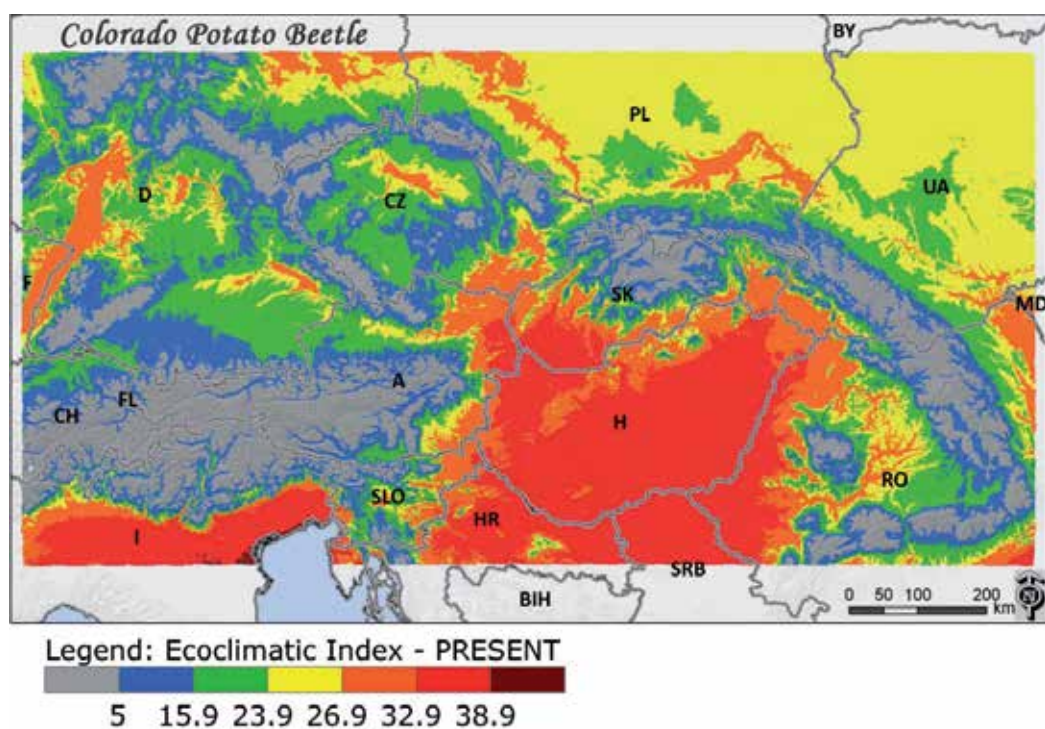 Colorado Potato Beetle
BY
PL
D
CZ
UA
F
SK
MD
A
FL
CH
H
SLO
RO
HR
I
SRB
BIH
0 50 100 200
km
N
Legend: Ecoclimatic Index - PRESENT
5 15.9 23.9 26.9 32.9 38.9